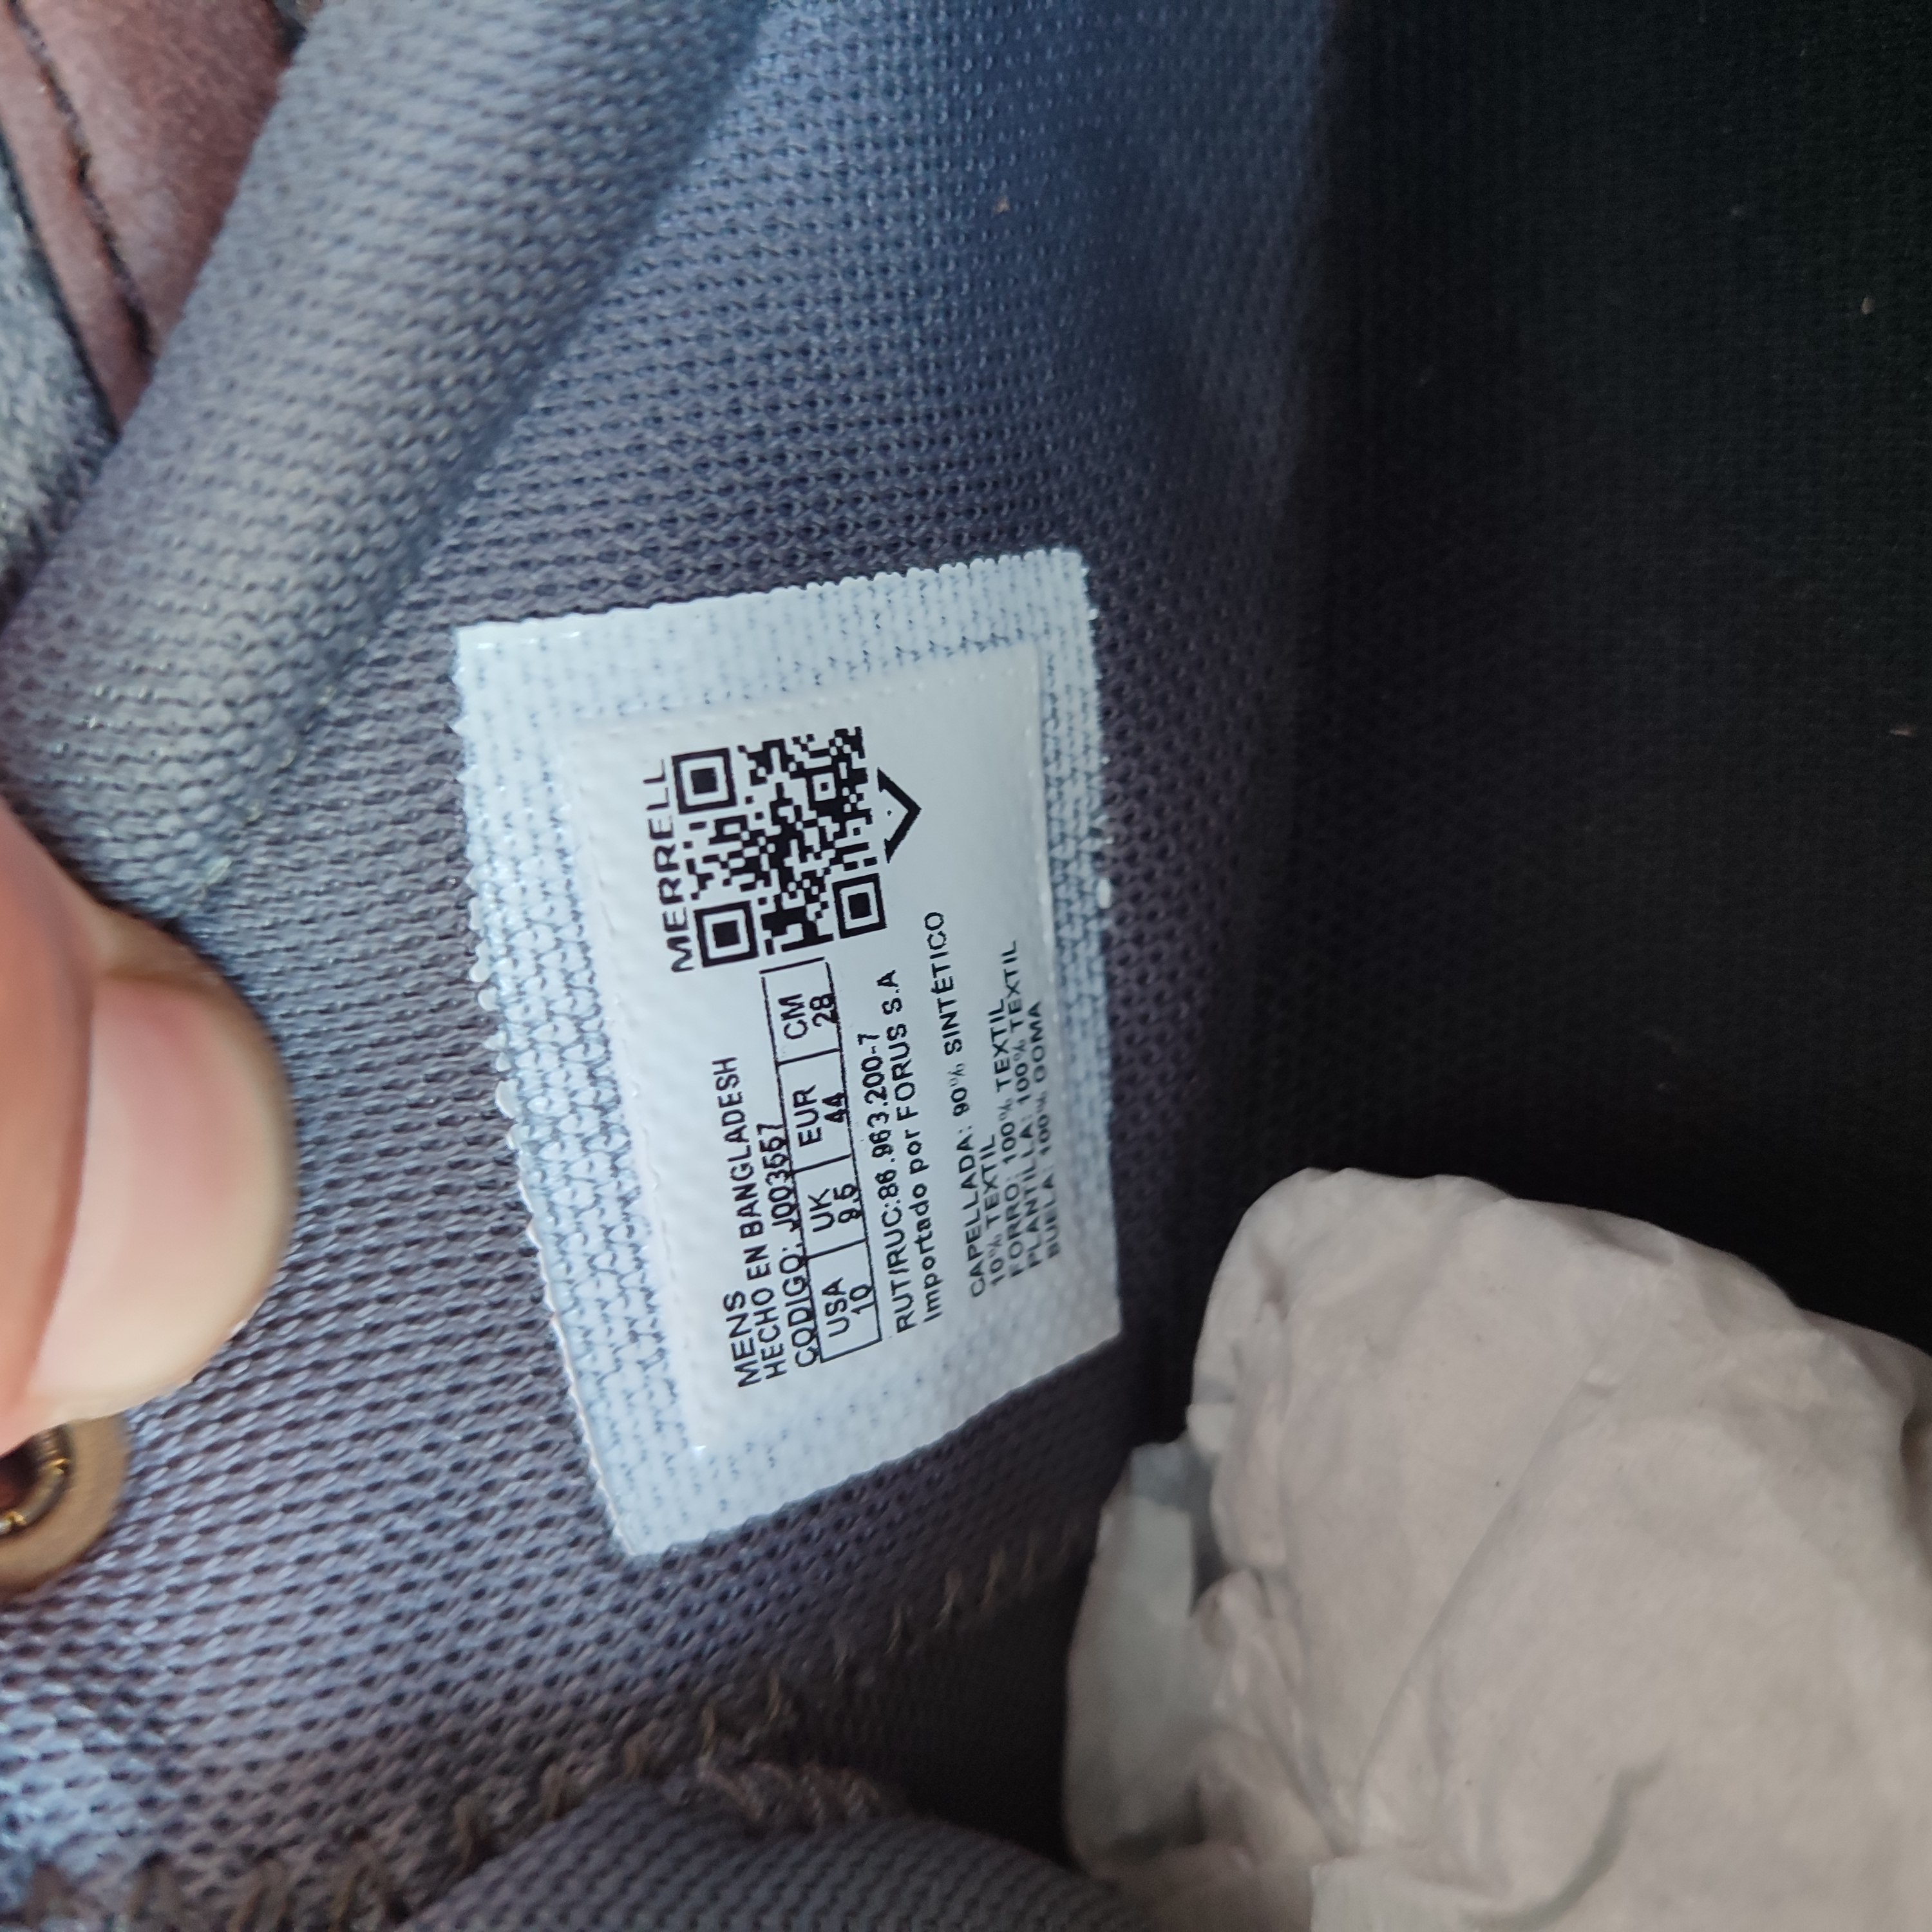 MERRELL
MENS
HECHO EN BANGLADESH
CODIGO: J003557
USA UK EUR CM
10 9.5 44 28
RUT/RUC:86.963.200-7
Importado por FORUS S.A
CAPELLADA: 90% SINTÉTICO
10% TEXTIL
FORRO: 100% TEXTIL
PLANTILLA: 100% TEXTIL
SUELA: 100% GOMA